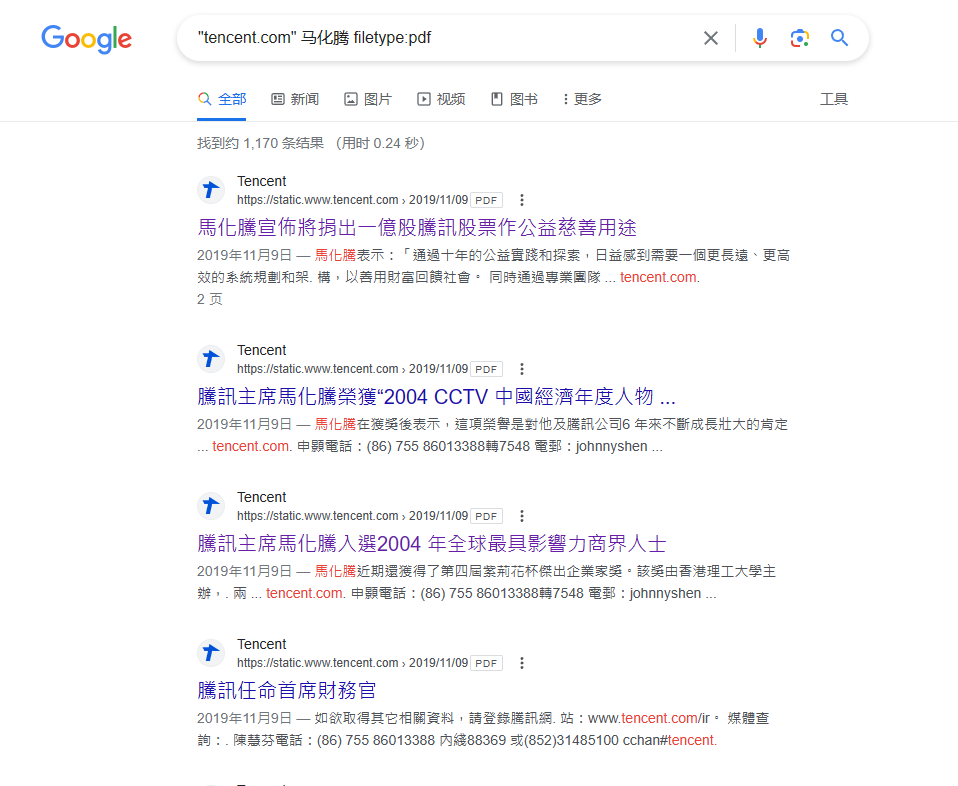 Google
"tencent.com" 马化腾 filetype:pdf
全部 新闻 图片 视频 图书 更多 工具
找到约 1,170 条结果 (用时 0.24 秒)
Tencent
https://static.www.tencent.com › 2019/11/09 PDF
馬化騰宣佈將捐出一億股騰訊股票作公益慈善用途
2019年11月9日 — 馬化騰表示：「通過十年的公益實踐和探索，日益感到需要一個更長遠、更高
效的系統規劃和架. 構，以善用財富回饋社會。 同時通過專業團隊 ... tencent.com.
2 页
Tencent
https://static.www.tencent.com › 2019/11/09 PDF
騰訊主席馬化騰榮獲“2004 CCTV 中國經濟年度人物 ...
2019年11月9日 — 馬化騰在獲獎後表示，這項榮譽是對他及騰訊公司6 年來不斷成長壯大的肯定
... tencent.com. 申顥電話：(86) 755 86013388轉7548 電郵：johnnyshen ...
Tencent
https://static.www.tencent.com › 2019/11/09 PDF
騰訊主席馬化騰入選2004 年全球最具影響力商界人士
2019年11月9日 — 馬化騰近期還獲得了第四屆紫荊花杯傑出企業家獎。該獎由香港理工大學主
辦，. 兩 ... tencent.com. 申顥電話：(86) 755 86013388轉7548 電郵：johnnyshen ...
Tencent
https://static.www.tencent.com › 2019/11/09 PDF
騰訊任命首席財務官
2019年11月9日 — 如欲取得其它相關資料，請登錄騰訊網. 站：www.tencent.com/ir。 媒體查
詢：. 陳慧芬電話：(86) 755 86013388 內綫88369 或(852)31485100 cchan#tencent.